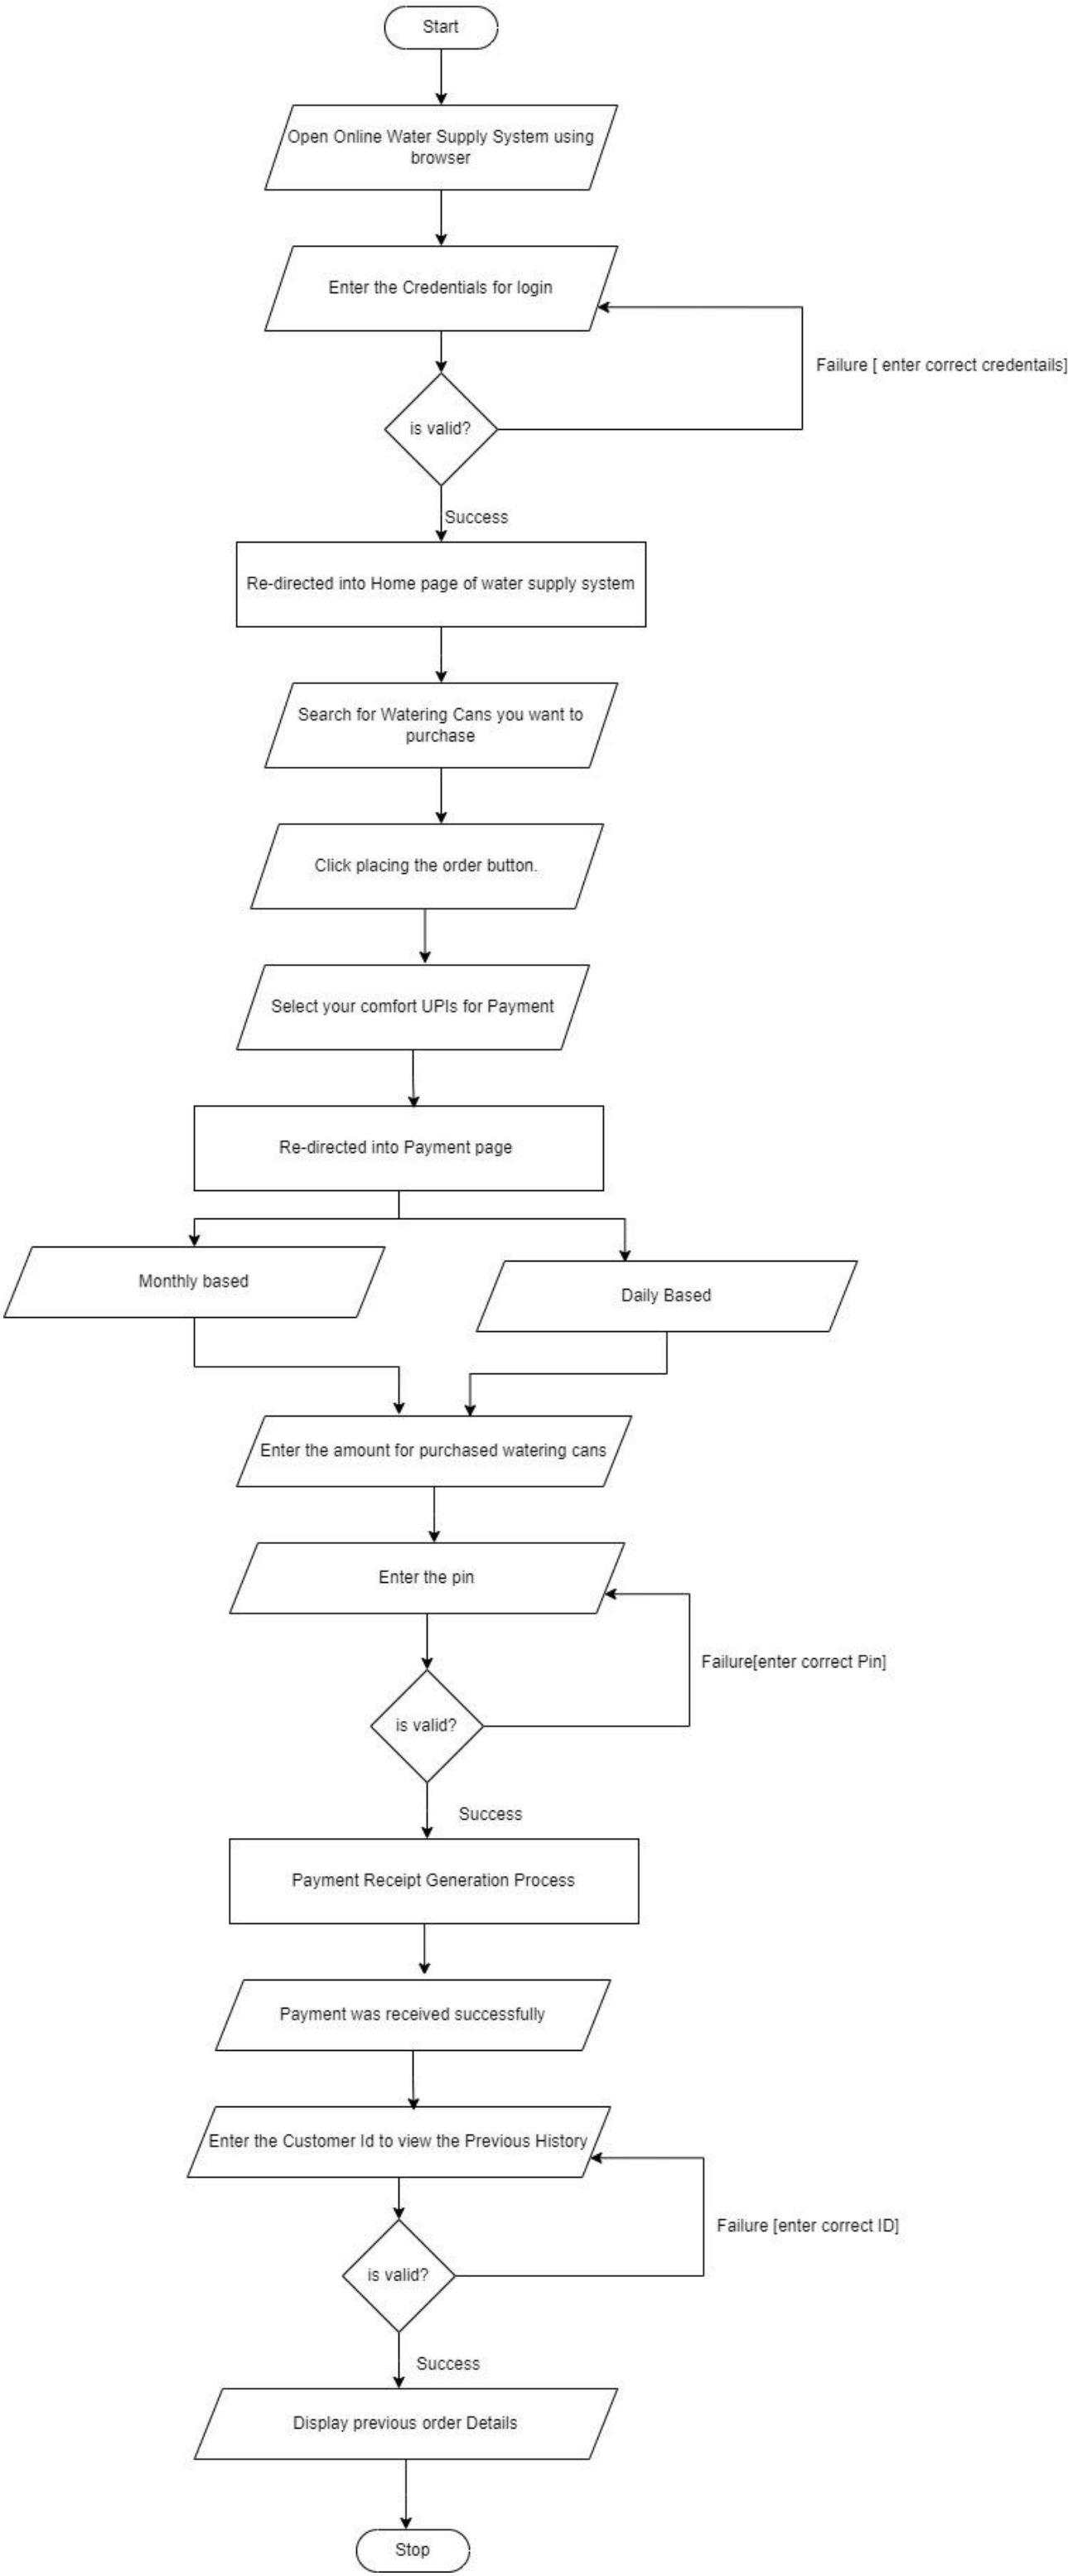 Start
Open Online Water Supply System using
browser
Enter the Credentials for login
Failure [ enter correct credentails]
is valid?
Success
Re-directed into Home page of water supply system
Search for Watering Cans you want to
purchase
Click placing the order button.
Select your comfort UPIs for Payment
Re-directed into Payment page
Monthly based
Daily Based
Enter the amount for purchased watering cans
Enter the pin
Failure[enter correct Pin]
is valid?
Success
Payment Receipt Generation Process
Payment was received successfully
Enter the Customer Id to view the Previous History
Failure [enter correct ID]
is valid?
Success
Display previous order Details
Stop